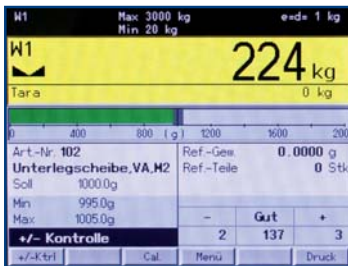 W1 Max 3000 kg e=d= 1 kg
Min 20 kg
W1
224 kg
Tara 0 kg
0 400 800 (g) 1200 1600 200
Art.-Nr. 102
Unterlegscheibe,VA,M2
Soll 1000.0g
Min 995.0g
Max 1005.0g
+/- Kontrolle
Ref.-Gew. 0.0000 g
Ref.-Teile 0 Stk
- Gut +
2 137 3
+/-Ktrl Cal. Menü Druck